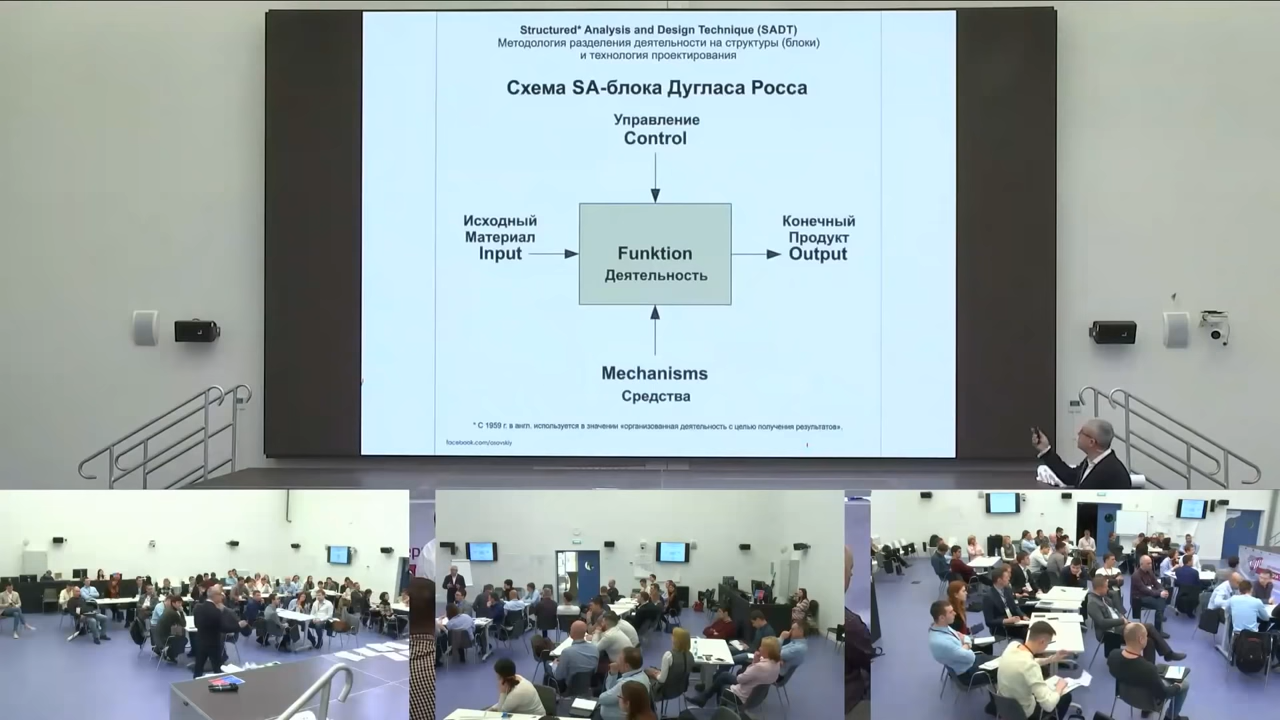 Structured* Analysis and Design Technique (SADT)
Методология разделения деятельности на структуры (блоки)
и технология проектирования
Схема SA-блока Дугласа Росса
Управление
Control
Исходный
Материал
Input
Funktion
Деятельность
Конечный
Продукт
Output
Mechanisms
Средства
* С 1959 г. в англ. используется в значении «организованная деятельность с целью получения результатов».
facebook.com/osovskiy